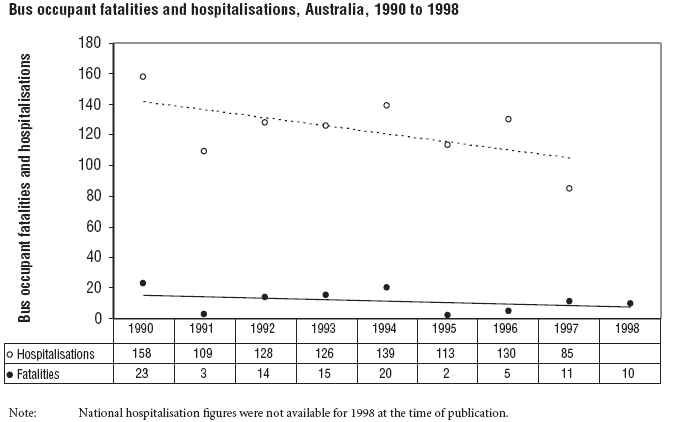 Bus occupant fatalities and hospitalisations, Australia, 1990 to 1998
Bus occupant fatalities and hospitalisations
180
160
140
120
100
80
60
40
20
0
1990 1991 1992 1993 1994 1995 1996 1997 1998
Hospitalisations 158 109 128 126 139 113 130 85
Fatalities 23 3 14 15 20 2 5 11 10
Note: National hospitalisation figures were not available for 1998 at the time of publication.